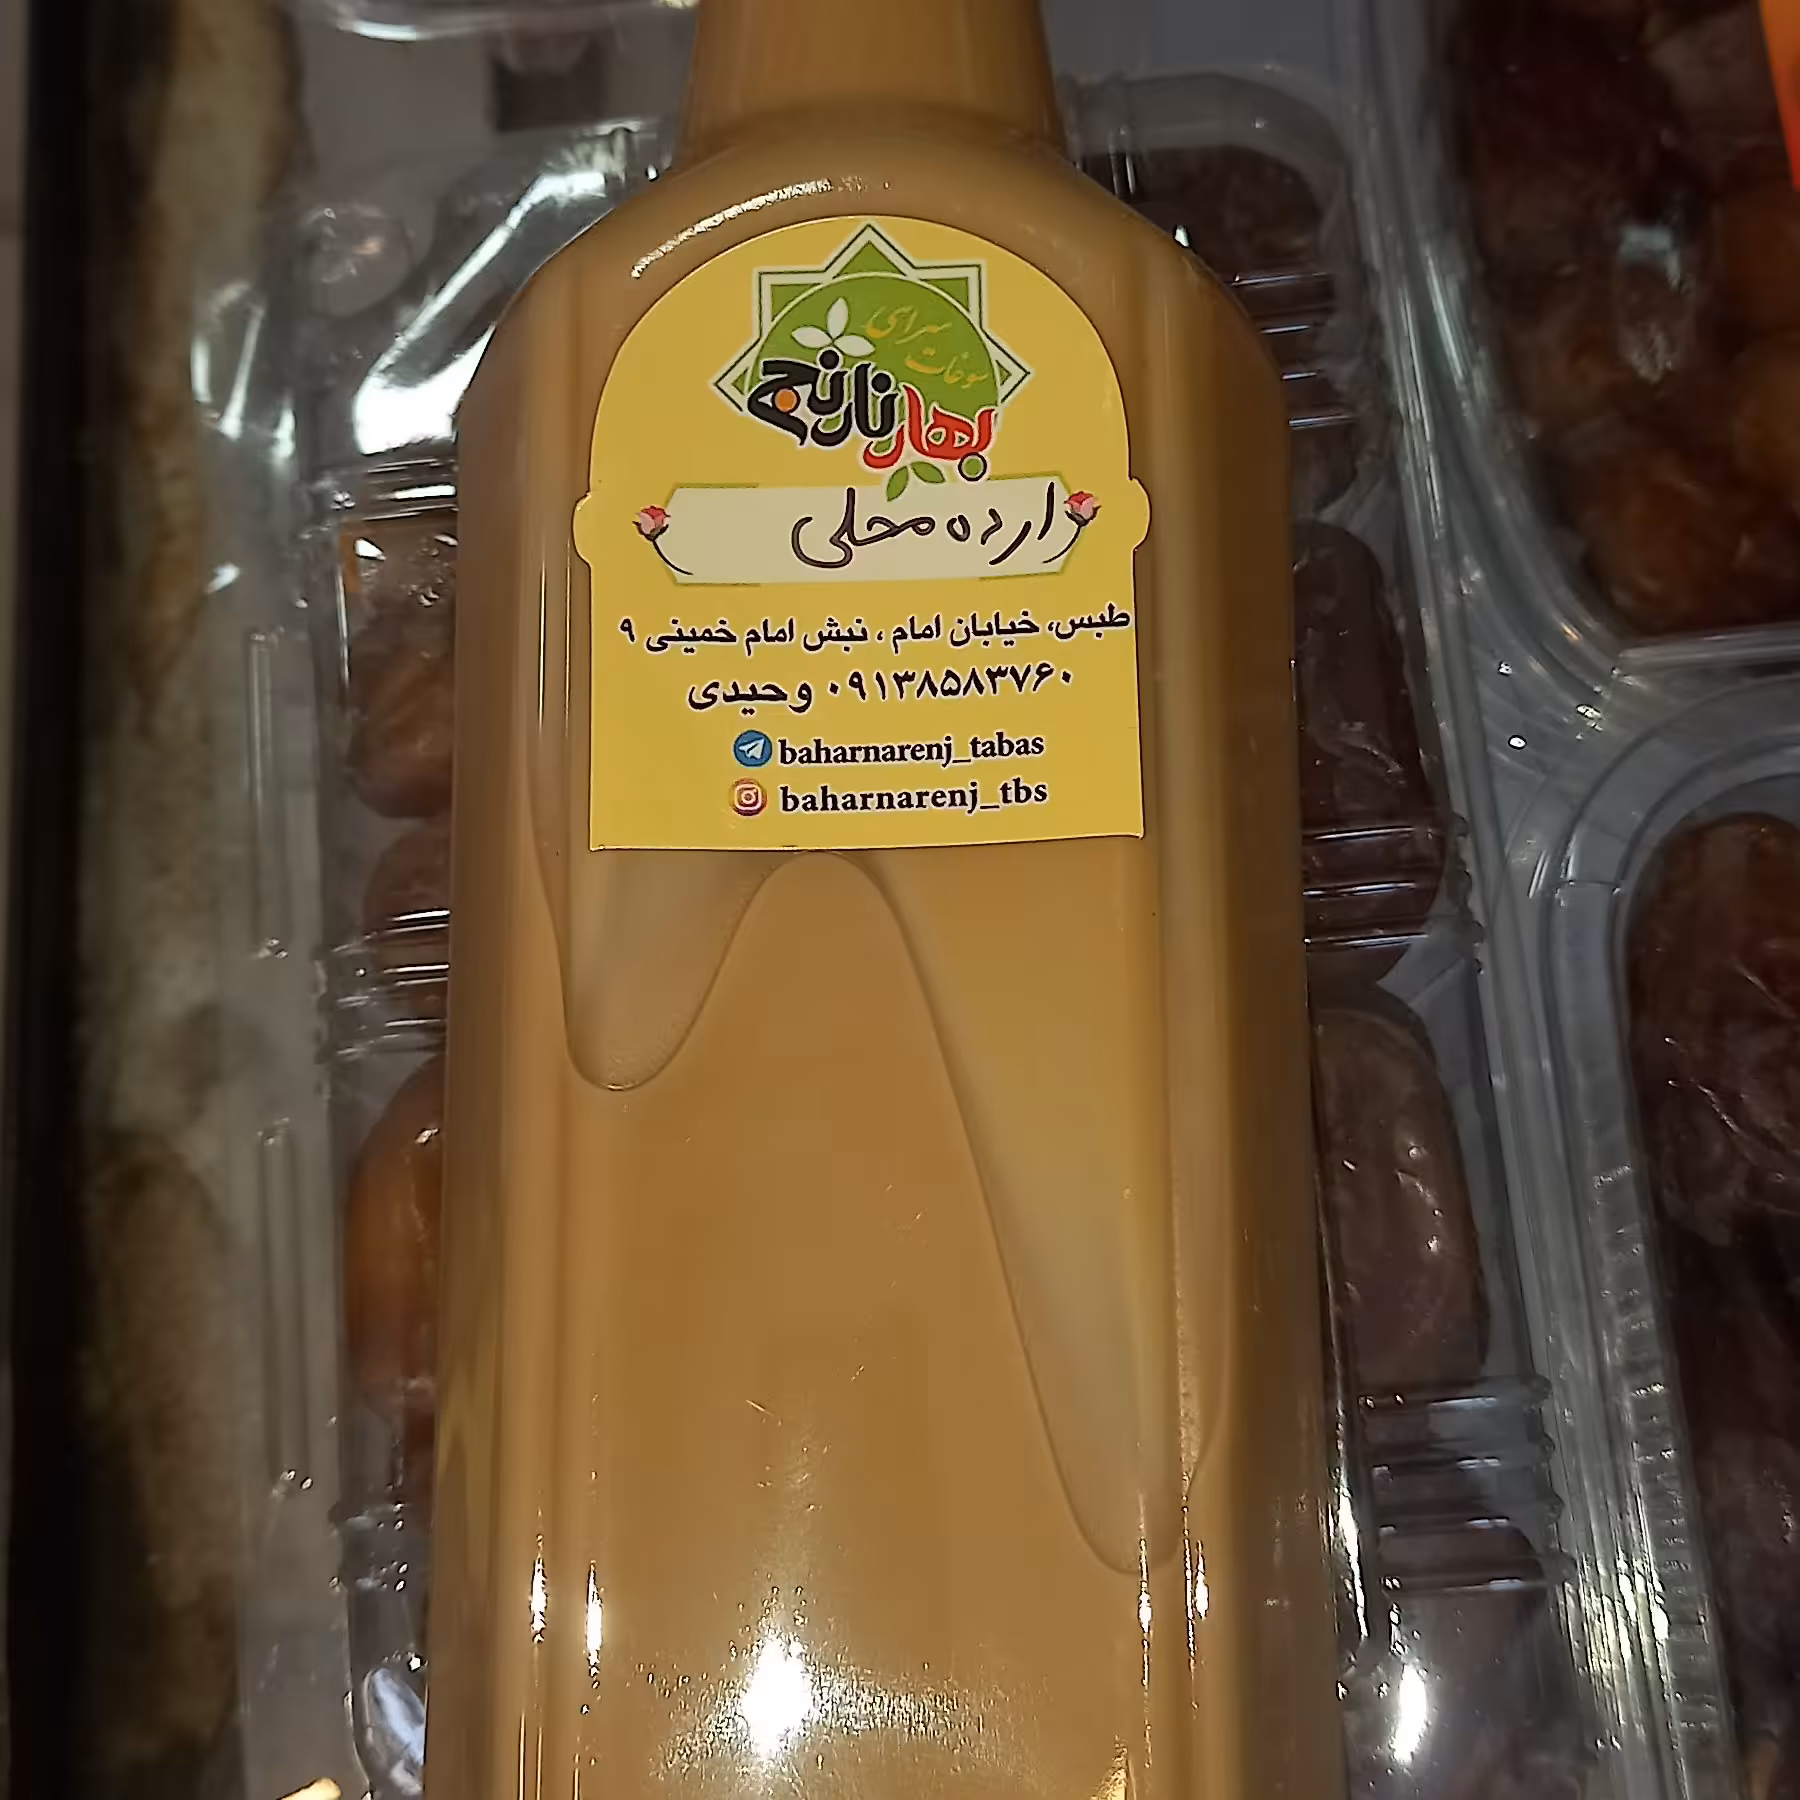 سرای
سوغات
بهار نارنج
ارده محلی
طبس، خیابان امام ، نبش امام خمینی ۹
۰۹۱۳۸۵۸۳۷۶۰ وحیدی
baharnarenj_tabas
baharnarenj_tbs